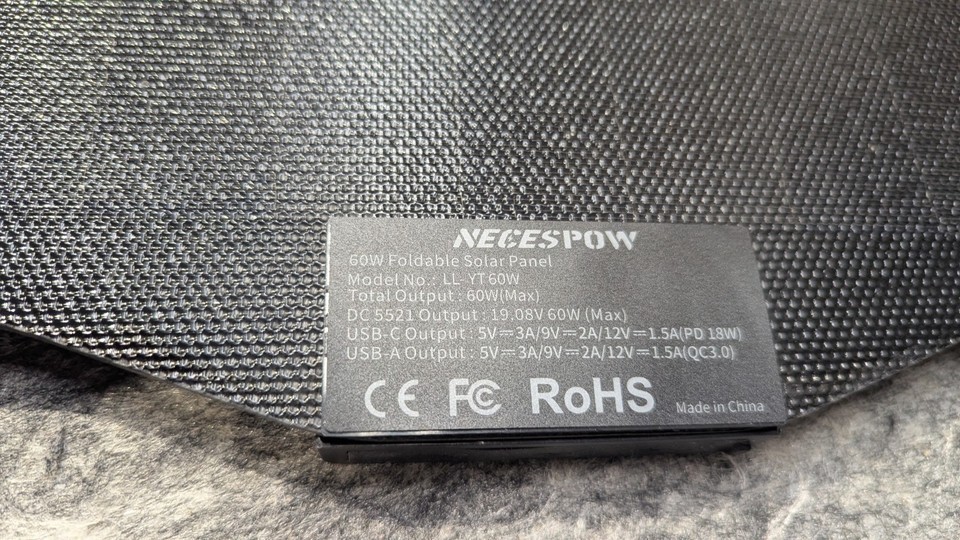 NECESPOW
60W Foldable Solar Panel
Model No.: LL-YT60W
Total Output : 60W(Max)
DC 5521 Output : 19.08V 60W (Max)
USB-C Output : 5V⎓3A/9V⎓2A/12V⎓1.5A(PD 18W)
USB-A Output : 5V⎓3A/9V⎓2A/12V⎓1.5A(QC3.0)
CE FC RoHS Made in China